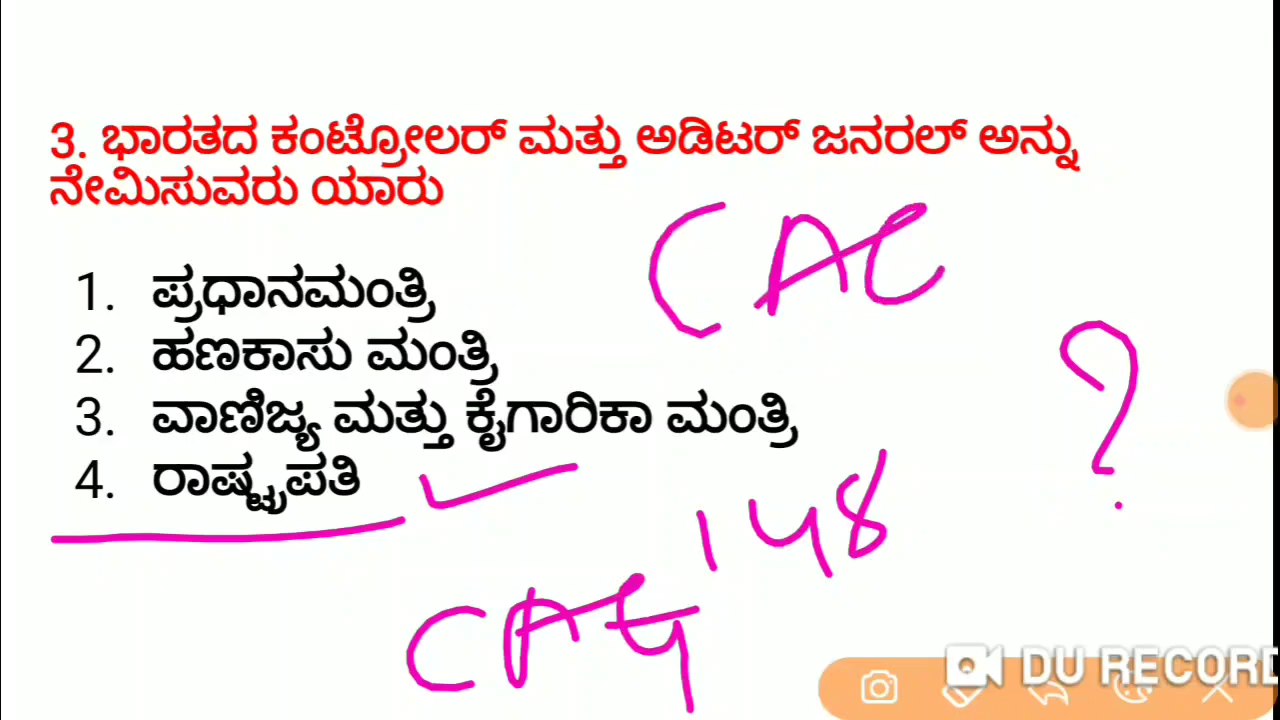 3. ಭಾರತದ ಕಂಟ್ರೋಲರ್ ಮತ್ತು ಅಡಿಟರ್ ಜನರಲ್ ಅನ್ನು
ನೇಮಿಸುವರು ಯಾರು
CAC
1. ಪ್ರಧಾನಮಂತ್ರಿ
2. ಹಣಕಾಸು ಮಂತ್ರಿ
?
3. ವಾಣಿಜ್ಯ ಮತ್ತು ಕೈಗಾರಿಕಾ ಮಂತ್ರಿ
4. ರಾಷ್ಟ್ರಪತಿ
148
CAG
DU RECORD